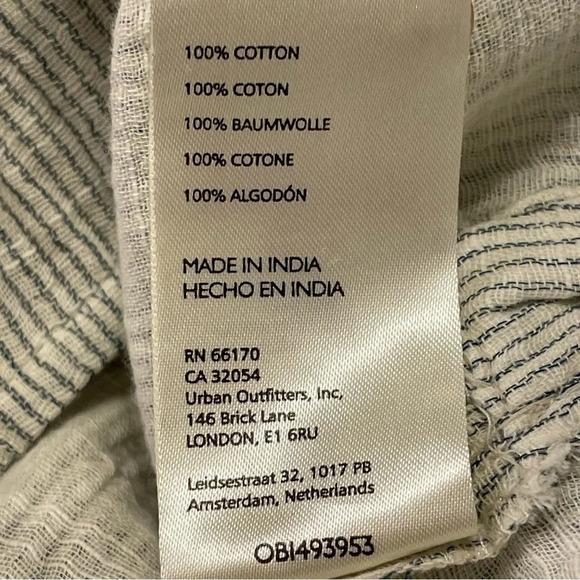 100% COTTON
100% COTON
100% BAUMWOLLE
100% COTONE
100% ALGODÓN
MADE IN INDIA
HECHO EN INDIA
RN 66170
CA 32054
Urban Outfitters, Inc,
146 Brick Lane
LONDON, E1 6RU
Leidsestraat 32, 1017 PB
Amsterdam, Netherlands
OBI493953